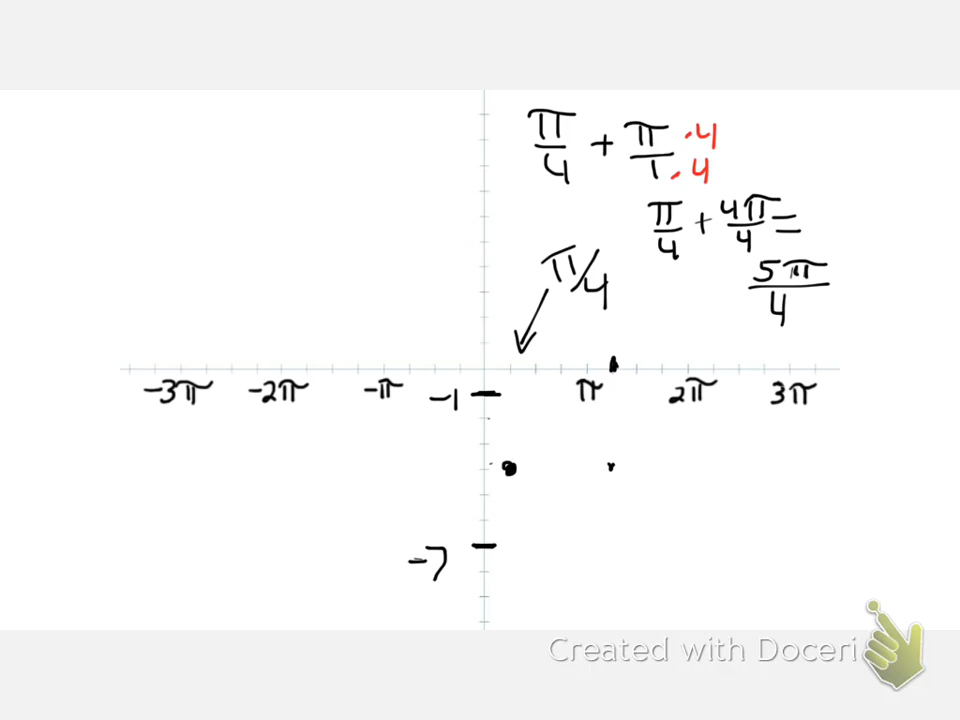 π/4 + π/1 ·4 ·4
π/4 + 4π/4 =
5π/4
π/4
-3π -2π -π -1 π 2π 3π
-7
Created with Doceri